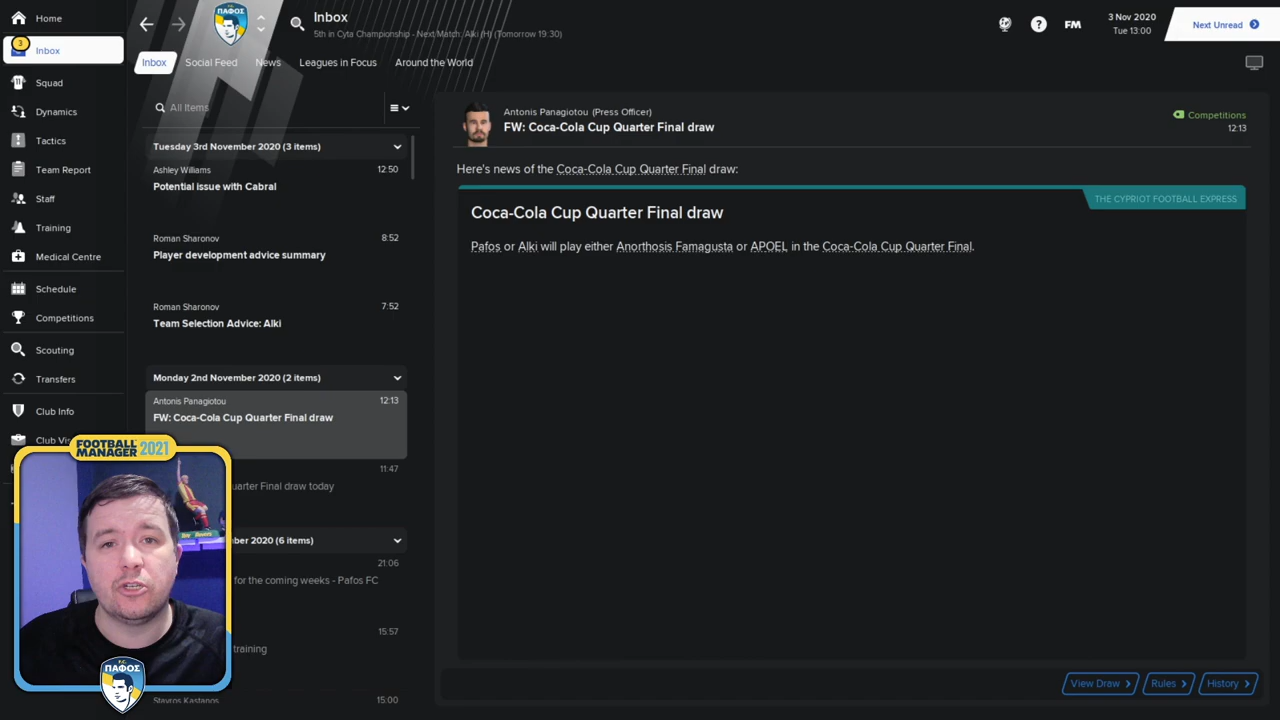 Home
Inbox
3
Squad
Dynamics
Tactics
Team Report
Staff
Training
Medical Centre
Schedule
Competitions
Scouting
Transfers
Club Info
Club Vis
ΠΑΦΟΣ
Inbox
5th in Cyta Championship - Next Match: Alki (H) (Tomorrow 19:30)
?
FM
3 Nov 2020
Tue 13:00
Next Unread
Inbox
Social Feed
News
Leagues in Focus
Around the World
All Items
Tuesday 3rd November 2020 (3 items)
Ashley Williams 12:50
Potential issue with Cabral
Roman Sharonov 8:52
Player development advice summary
Roman Sharonov 7:52
Team Selection Advice: Alki
Monday 2nd November 2020 (2 items)
Antonis Panagiotou 12:13
FW: Coca-Cola Cup Quarter Final draw
11:47
uarter Final draw today
ber 2020 (6 items)
21:06
for the coming weeks - Pafos FC
15:57
training
Stavros Kastanos 15:00
Antonis Panagiotou (Press Officer)
FW: Coca-Cola Cup Quarter Final draw
Competitions
12:13
Here's news of the Coca-Cola Cup Quarter Final draw:
THE CYPRIOT FOOTBALL EXPRESS
Coca-Cola Cup Quarter Final draw
Pafos or Alki will play either Anorthosis Famagusta or APOEL in the Coca-Cola Cup Quarter Final.
View Draw
Rules
History
FOOTBALL
MANAGER 2021
F.C.
ΠΑΦΟΣ